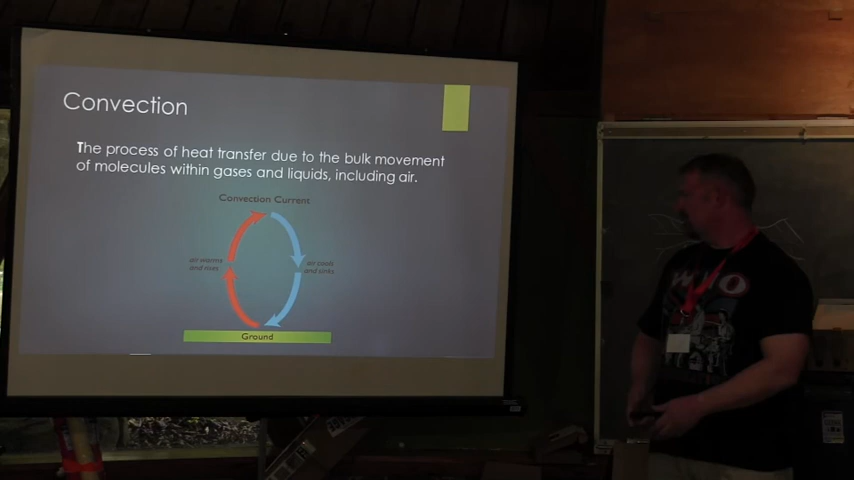 Convection
The process of heat transfer due to the bulk movement
of molecules within gases and liquids, including air.
Convection Current
air warms
and rises
air cools
and sinks
Ground